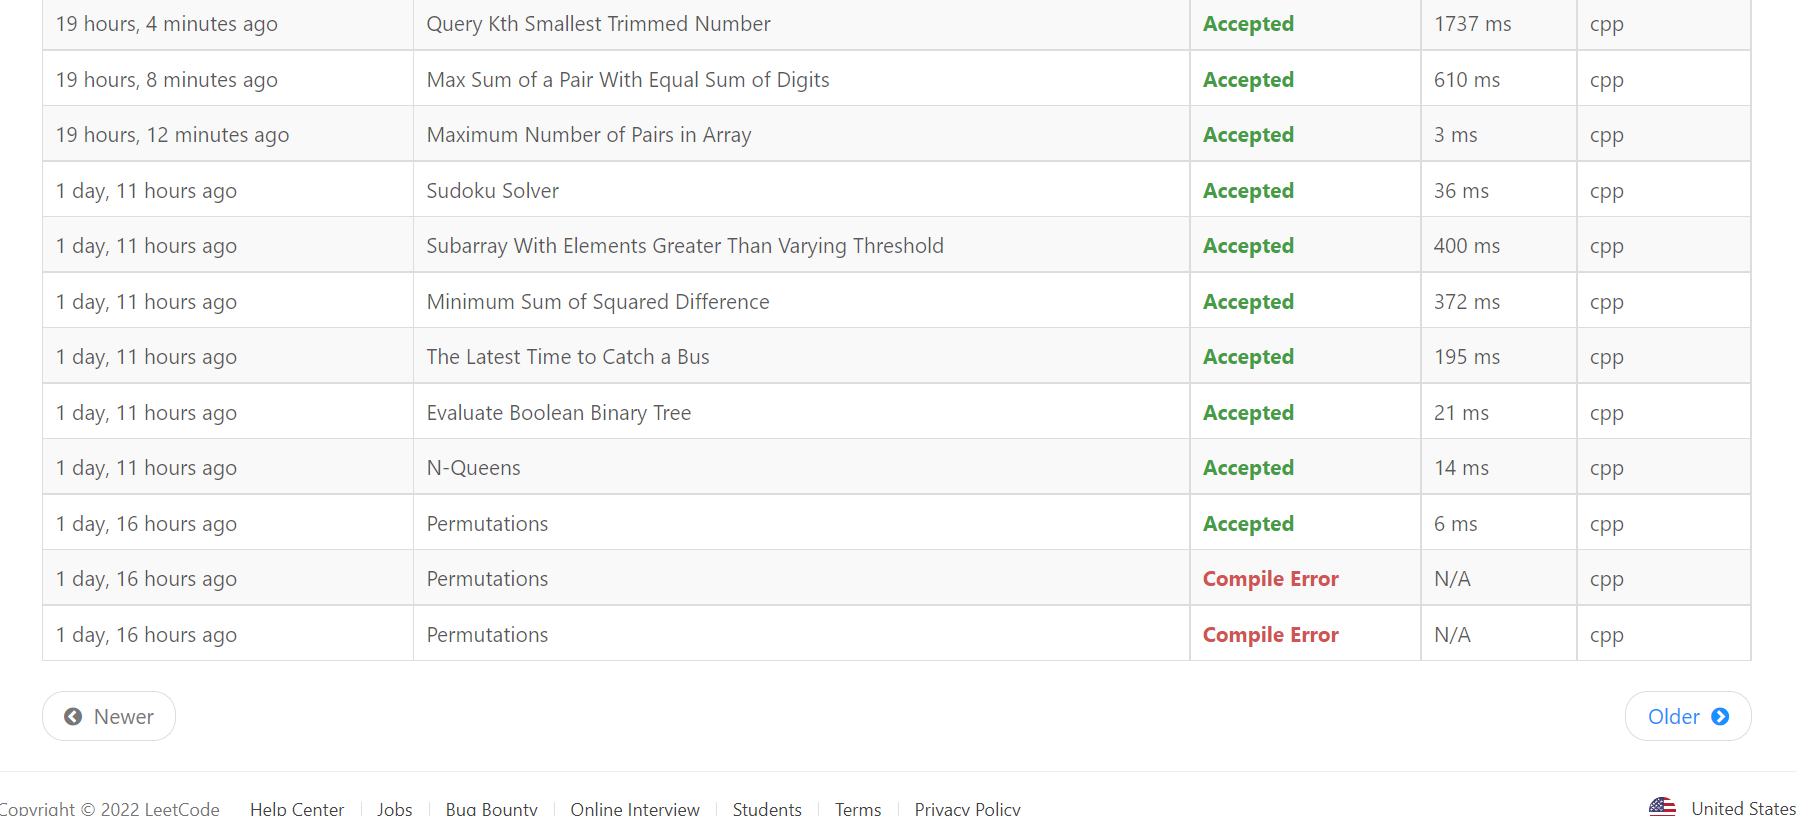 19 hours, 4 minutes ago Query Kth Smallest Trimmed Number Accepted 1737 ms cpp
19 hours, 8 minutes ago Max Sum of a Pair With Equal Sum of Digits Accepted 610 ms cpp
19 hours, 12 minutes ago Maximum Number of Pairs in Array Accepted 3 ms cpp
1 day, 11 hours ago Sudoku Solver Accepted 36 ms cpp
1 day, 11 hours ago Subarray With Elements Greater Than Varying Threshold Accepted 400 ms cpp
1 day, 11 hours ago Minimum Sum of Squared Difference Accepted 372 ms cpp
1 day, 11 hours ago The Latest Time to Catch a Bus Accepted 195 ms cpp
1 day, 11 hours ago Evaluate Boolean Binary Tree Accepted 21 ms cpp
1 day, 11 hours ago N-Queens Accepted 14 ms cpp
1 day, 16 hours ago Permutations Accepted 6 ms cpp
1 day, 16 hours ago Permutations Compile Error N/A cpp
1 day, 16 hours ago Permutations Compile Error N/A cpp
Newer Older
Copyright © 2022 LeetCode Help Center Jobs Bug Bounty Online Interview Students Terms Privacy Policy United States